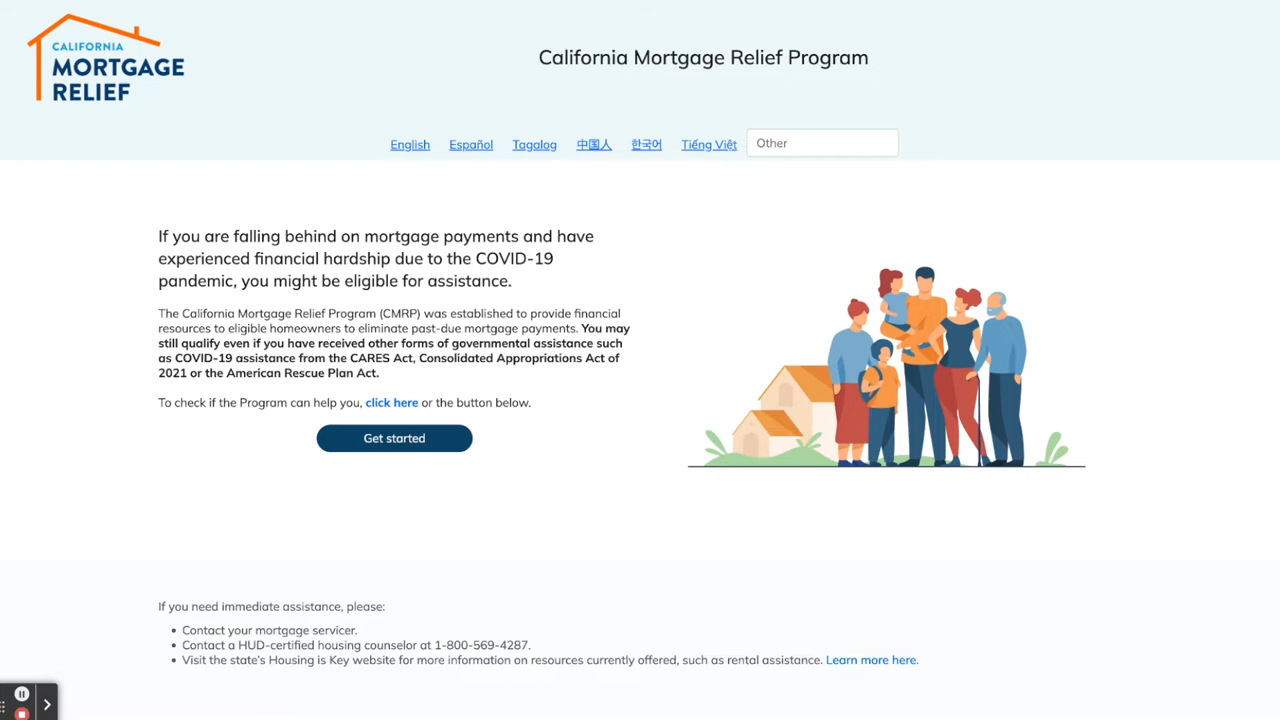 CALIFORNIA
MORTGAGE
RELIEF
California Mortgage Relief Program
English Español Tagalog 中国人 한국어 Tiếng Việt Other
If you are falling behind on mortgage payments and have
experienced financial hardship due to the COVID-19
pandemic, you might be eligible for assistance.
The California Mortgage Relief Program (CMRP) was established to provide financial
resources to eligible homeowners to eliminate past-due mortgage payments. You may
still qualify even if you have received other forms of governmental assistance such
as COVID-19 assistance from the CARES Act, Consolidated Appropriations Act of
2021 or the American Rescue Plan Act.
To check if the Program can help you, click here or the button below.
Get started
If you need immediate assistance, please:
• Contact your mortgage servicer.
• Contact a HUD-certified housing counselor at 1-800-569-4287.
• Visit the state's Housing is Key website for more information on resources currently offered, such as rental assistance. Learn more here.